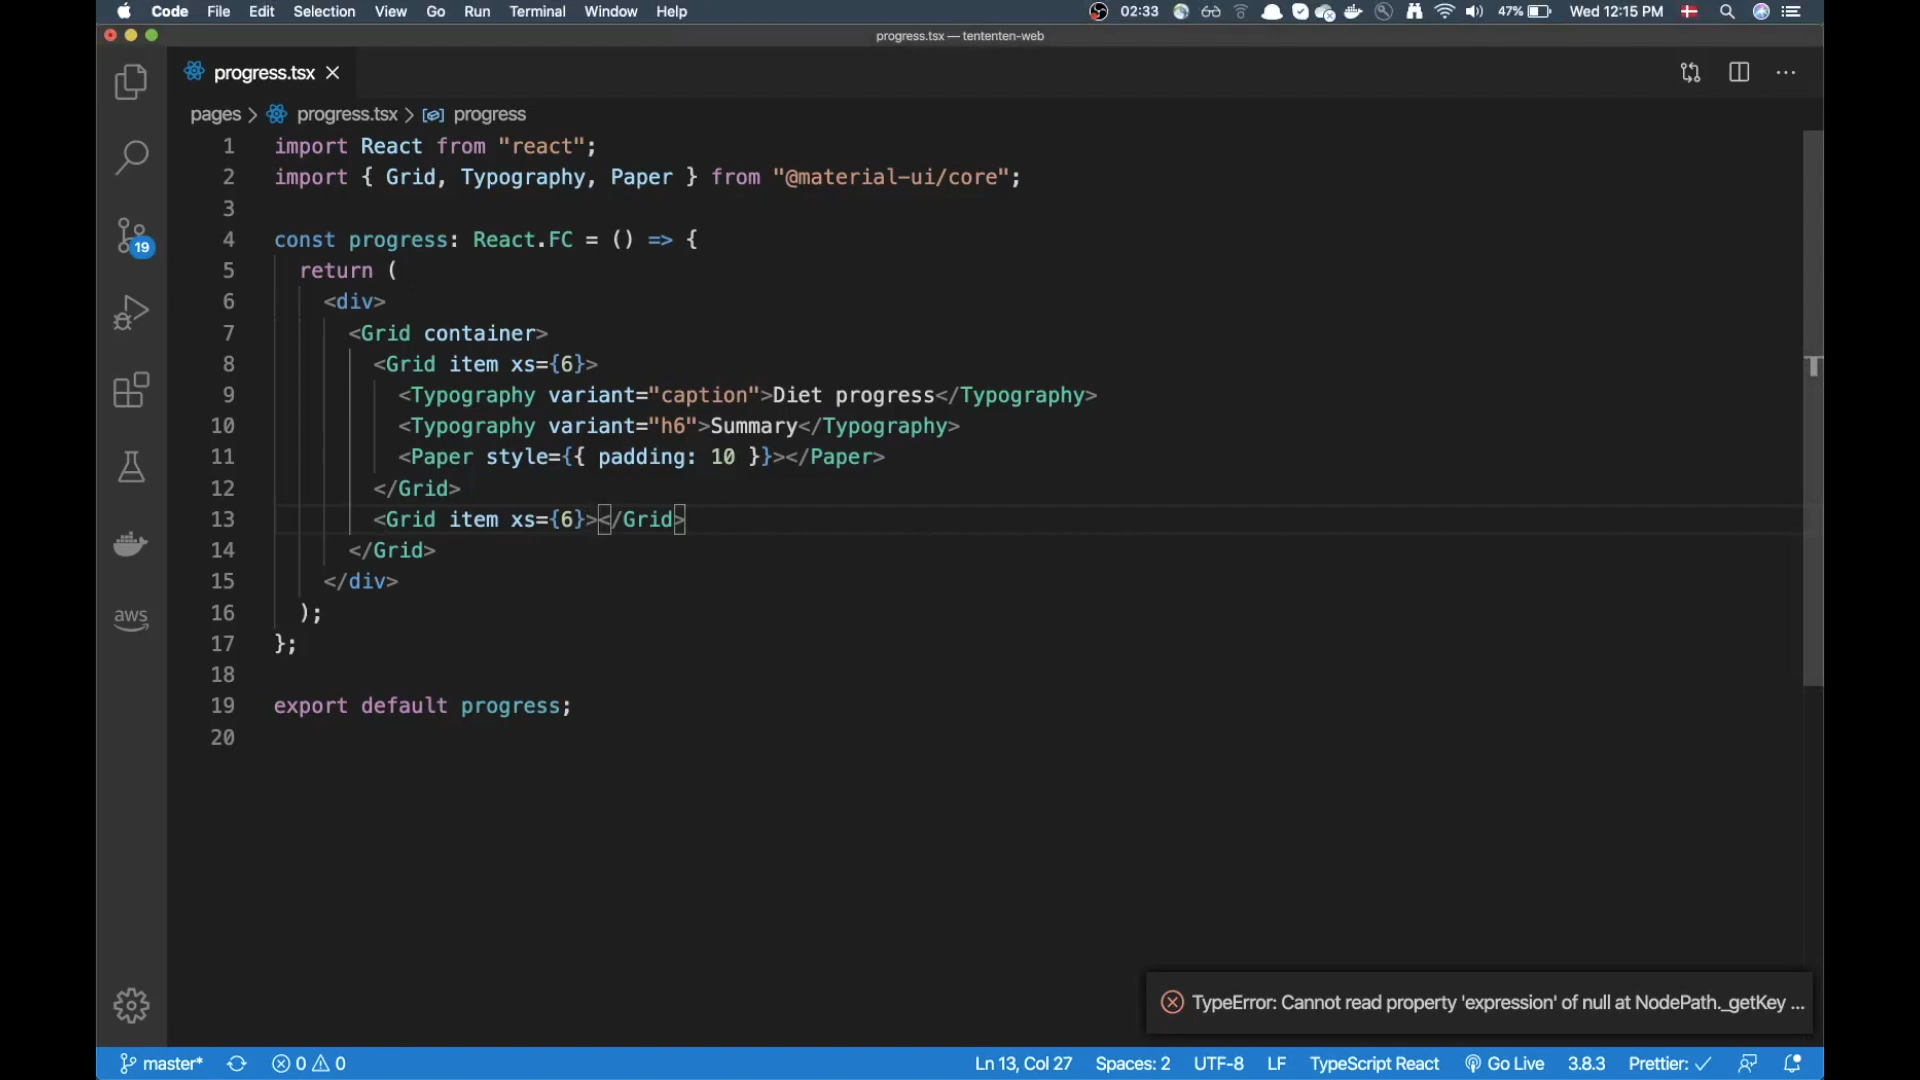 Code File Edit Selection View Go Run Terminal Window Help 02:33 47% Wed 12:15 PM
progress.tsx — tententen-web
progress.tsx
pages > progress.tsx > progress
1 import React from "react";
2 import { Grid, Typography, Paper } from "@material-ui/core";
3
4 const progress: React.FC = () => {
5 return (
6 <div>
7 <Grid container>
8 <Grid item xs={6}>
9 <Typography variant="caption">Diet progress</Typography>
10 <Typography variant="h6">Summary</Typography>
11 <Paper style={{ padding: 10 }}></Paper>
12 </Grid>
13 <Grid item xs={6}></Grid>
14 </Grid>
15 </div>
16 );
17 };
18
19 export default progress;
20
19
aws
TypeError: Cannot read property 'expression' of null at NodePath._getKey ...
master* 0 0 Ln 13, Col 27 Spaces: 2 UTF-8 LF TypeScript React Go Live 3.8.3 Prettier: ✓